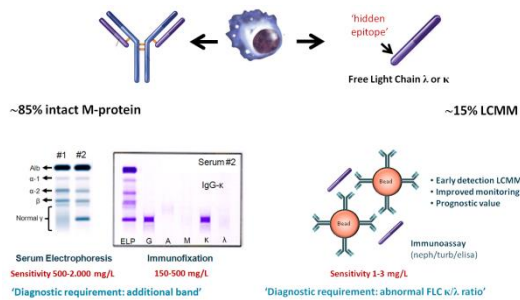 'hidden
epitope'
Free Light Chain λ or κ
~85% intact M-protein
~15% LCMM
#1 #2
Alb
α-1
α-2
β
Normal γ
Serum #2
IgG-κ
ELP G A M κ λ
Bead
Bead
• Early detection LCMM
• Improved monitoring
• Prognostic value
Immunoassay
(neph/turb/elisa)
Serum Electrophoresis
Sensitivity 500-2.000 mg/L
Immunofixation
150-500 mg/L
Sensitivity 1-3 mg/L
'Diagnostic requirement: additional band'
'Diagnostic requirement: abnormal FLC κ/λ ratio'